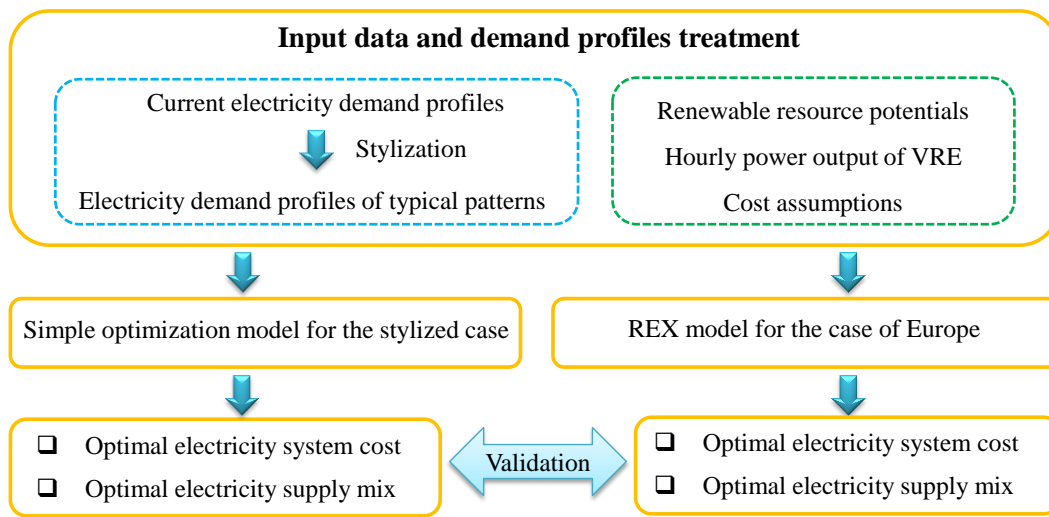 Input data and demand profiles treatment
Current electricity demand profiles
Stylization
Electricity demand profiles of typical patterns
Renewable resource potentials
Hourly power output of VRE
Cost assumptions
Simple optimization model for the stylized case
REX model for the case of Europe
❑ Optimal electricity system cost
❑ Optimal electricity supply mix
Validation
❑ Optimal electricity system cost
❑ Optimal electricity supply mix